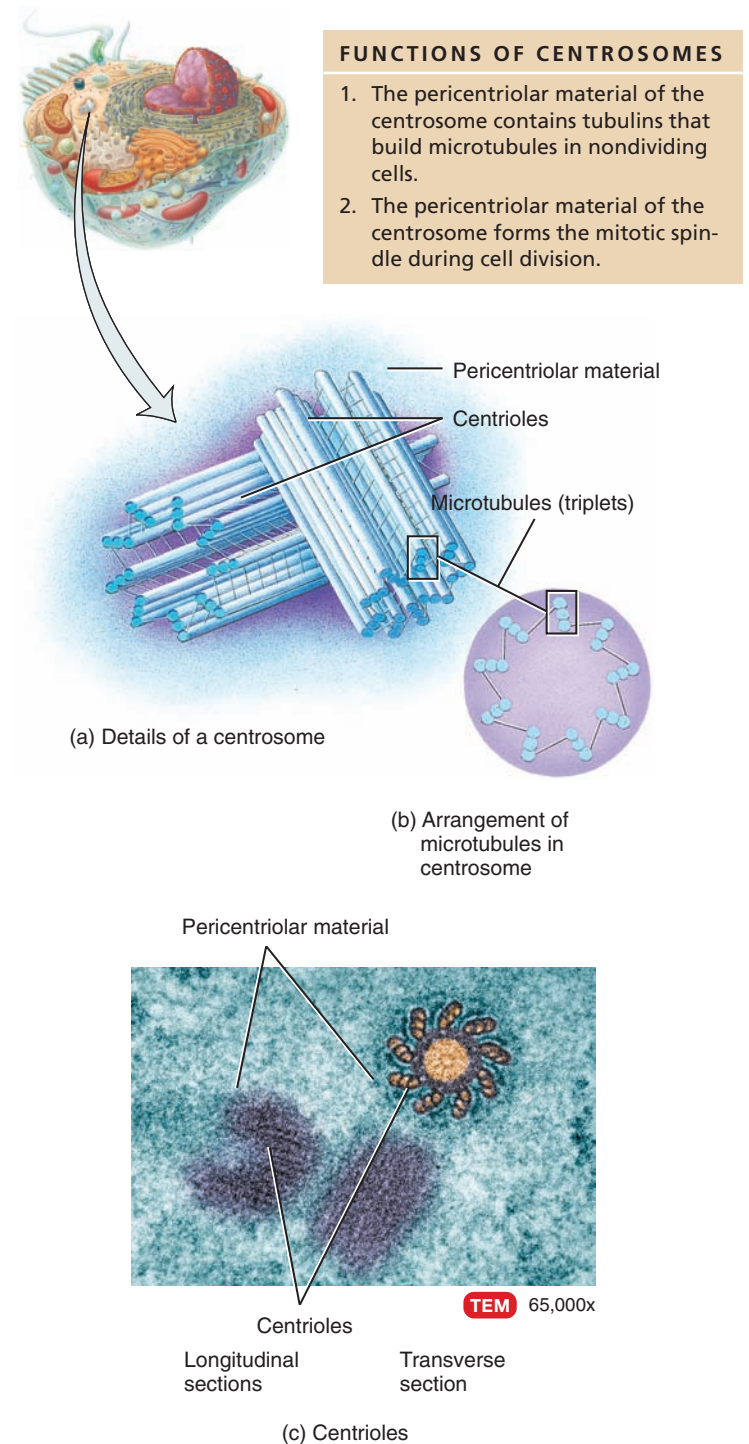 FUNCTIONS OF CENTROSOMES
1. The pericentriolar material of the
centrosome contains tubulins that
build microtubules in nondividing
cells.
2. The pericentriolar material of the
centrosome forms the mitotic spin-
dle during cell division.
Pericentriolar material
Centrioles
Microtubules (triplets)
(a) Details of a centrosome
(b) Arrangement of
microtubules in
centrosome
Pericentriolar material
TEM 65,000x
Centrioles
Longitudinal
sections
Transverse
section
(c) Centrioles